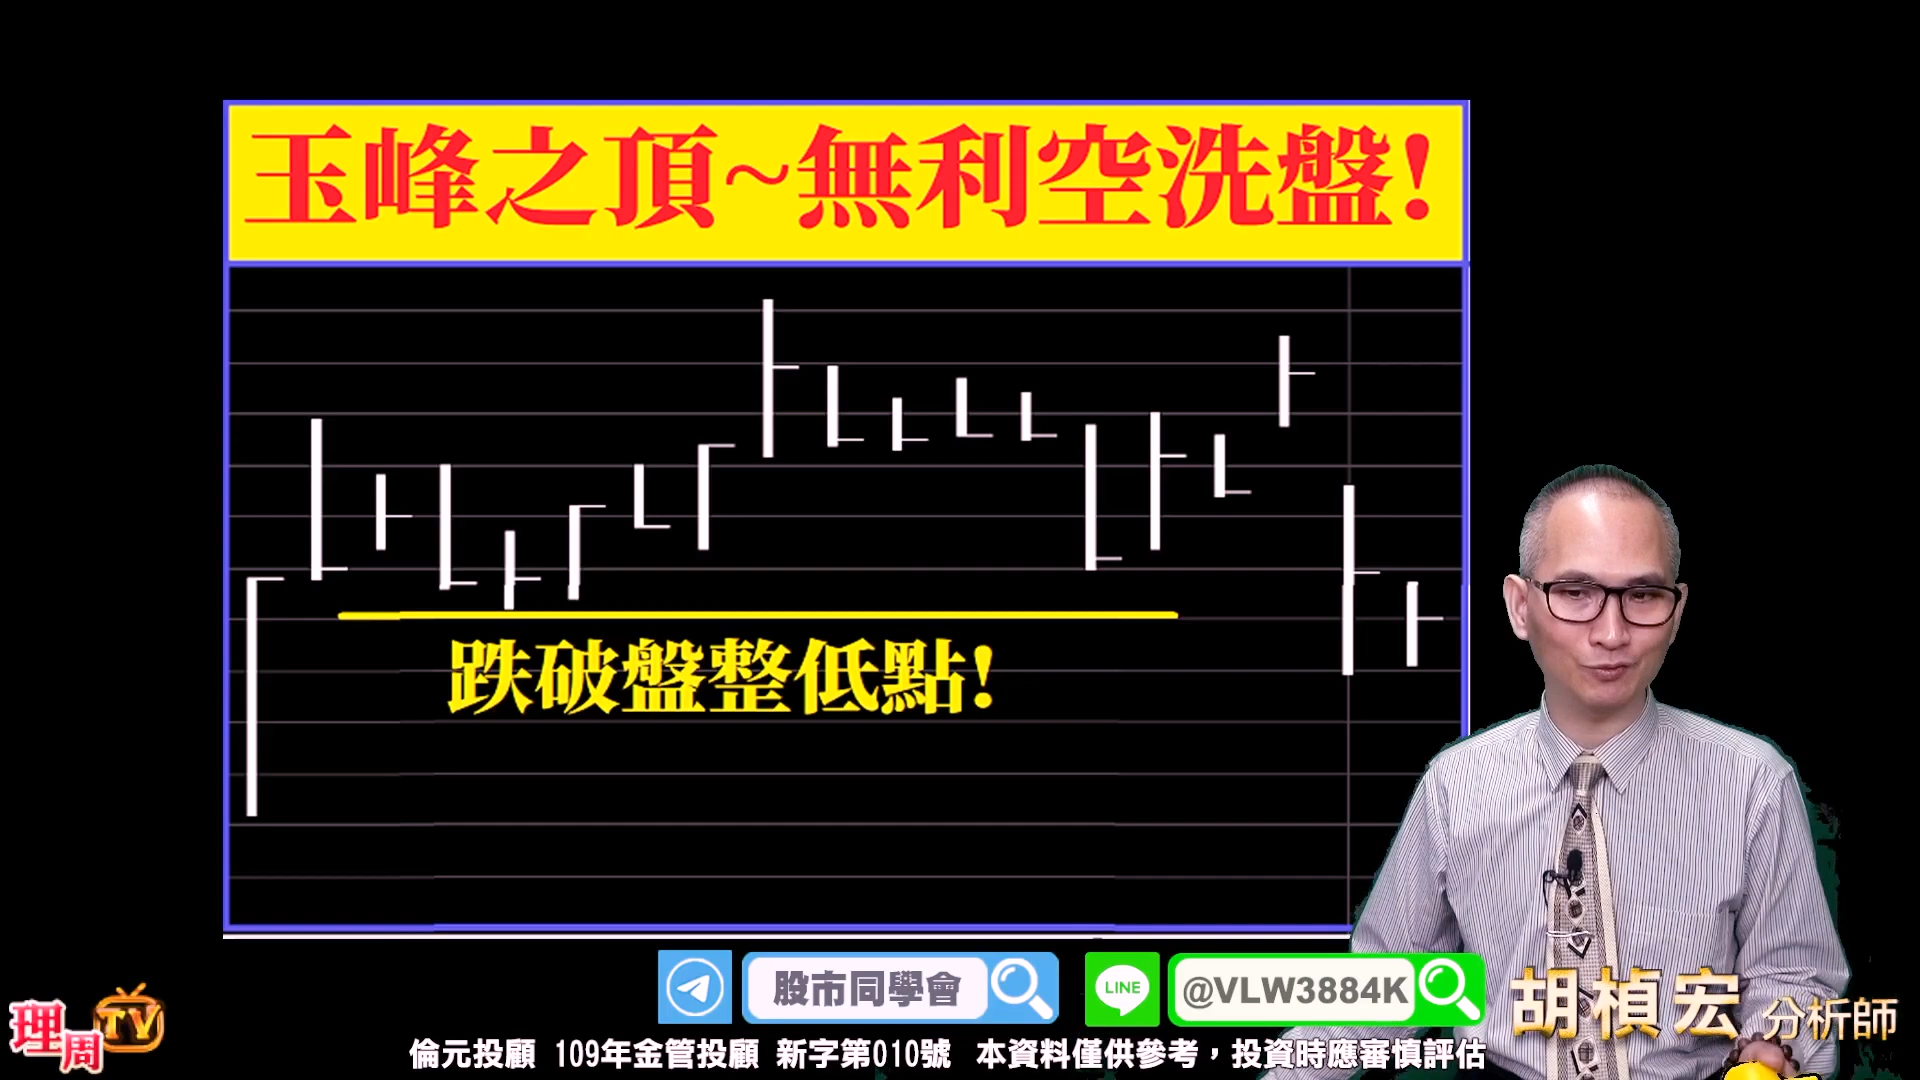 玉峰之頂~無利空洗盤!
跌破盤整低點!
股市同學會
LINE
@VLW3884K
胡楨宏 分析師
理周TV
倫元投顧 109年金管投顧 新字第010號 本資料僅供參考，投資時應審慎評估